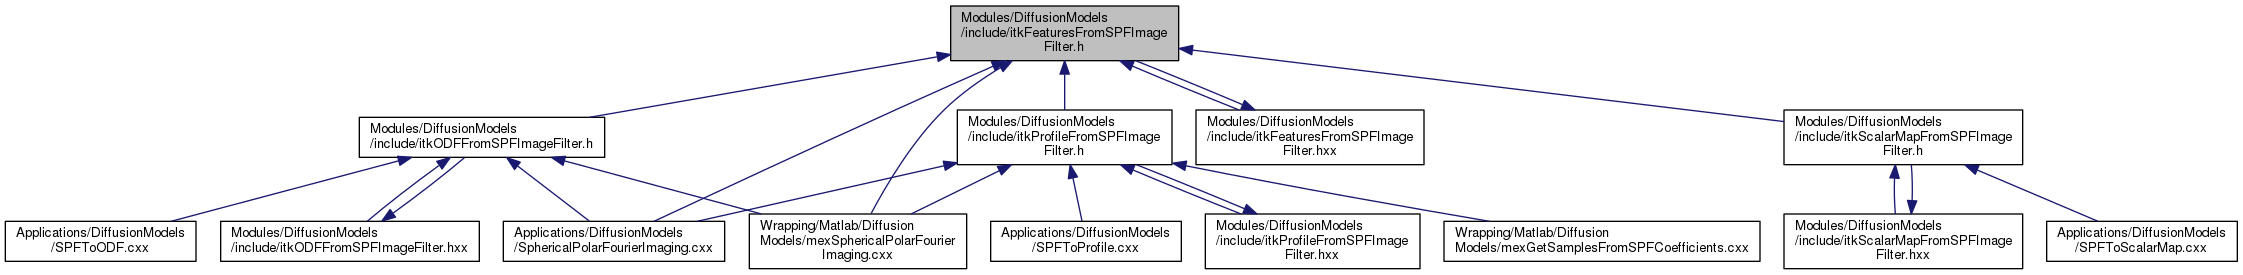 Modules/DiffusionModels
/include/itkFeaturesFromSPFImage
Filter.h
Modules/DiffusionModels
/include/itkODFFromSPFImageFilter.h
Modules/DiffusionModels
/include/itkProfileFromSPFImage
Filter.h
Modules/DiffusionModels
/include/itkFeaturesFromSPFImage
Filter.hxx
Modules/DiffusionModels
/include/itkScalarMapFromSPFImage
Filter.h
Applications/DiffusionModels
/SPFToODF.cxx
Modules/DiffusionModels
/include/itkODFFromSPFImageFilter.hxx
Applications/DiffusionModels
/SphericalPolarFourierImaging.cxx
Wrapping/Matlab/Diffusion
Models/mexSphericalPolarFourier
Imaging.cxx
Applications/DiffusionModels
/SPFToProfile.cxx
Modules/DiffusionModels
/include/itkProfileFromSPFImage
Filter.hxx
Wrapping/Matlab/Diffusion
Models/mexGetSamplesFromSPFCoefficients.cxx
Modules/DiffusionModels
/include/itkScalarMapFromSPFImage
Filter.hxx
Applications/DiffusionModels
/SPFToScalarMap.cxx